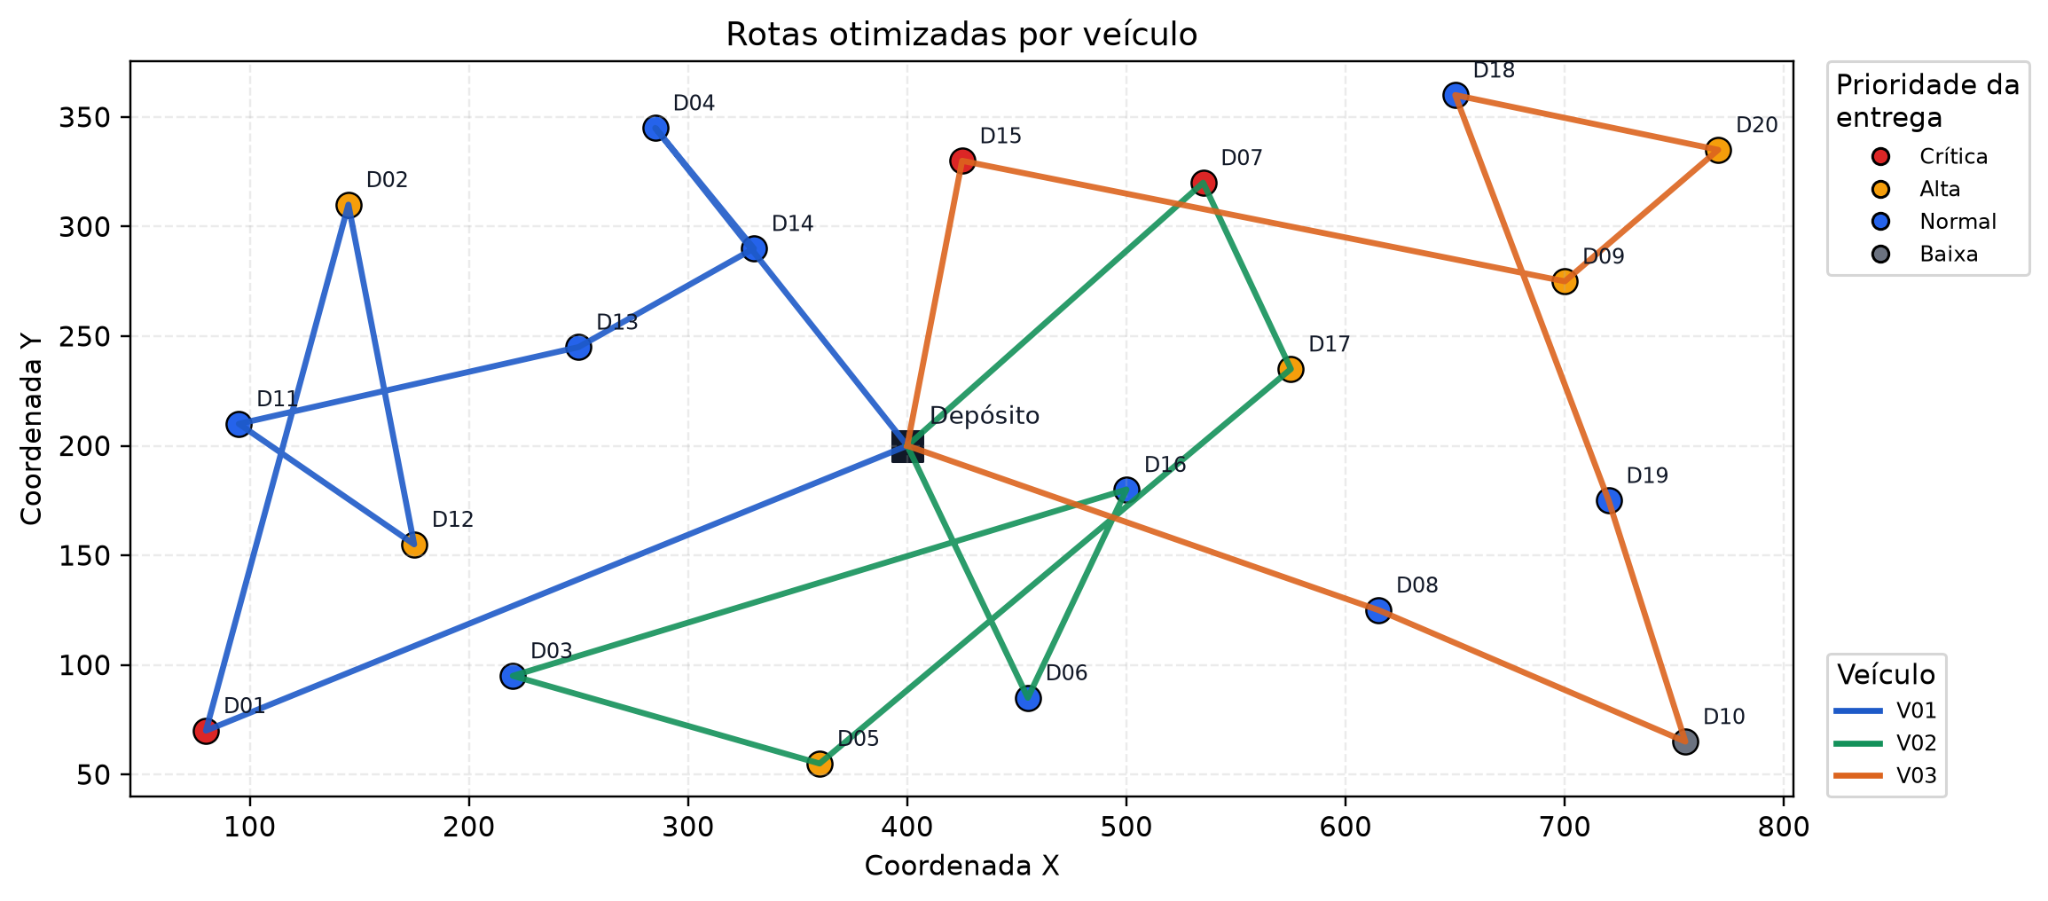 Rotas otimizadas por veículo
Coordenada Y
350
300
250
200
150
100
50
D18
D04
D15
D20
D07
D02
D14
D09
D13
D17
D11
Depósito
D16
D19
D12
D08
D03
D06
D10
D01
D05
100
200
300
400
500
600
700
800
Coordenada X
Prioridade da
entrega
Crítica
Alta
Normal
Baixa
Veículo
V01
V02
V03